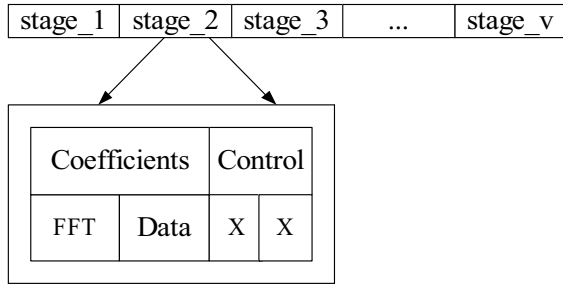 stage_1 stage_2 stage_3 ... stage_v
Coefficients Control
FFT Data X X